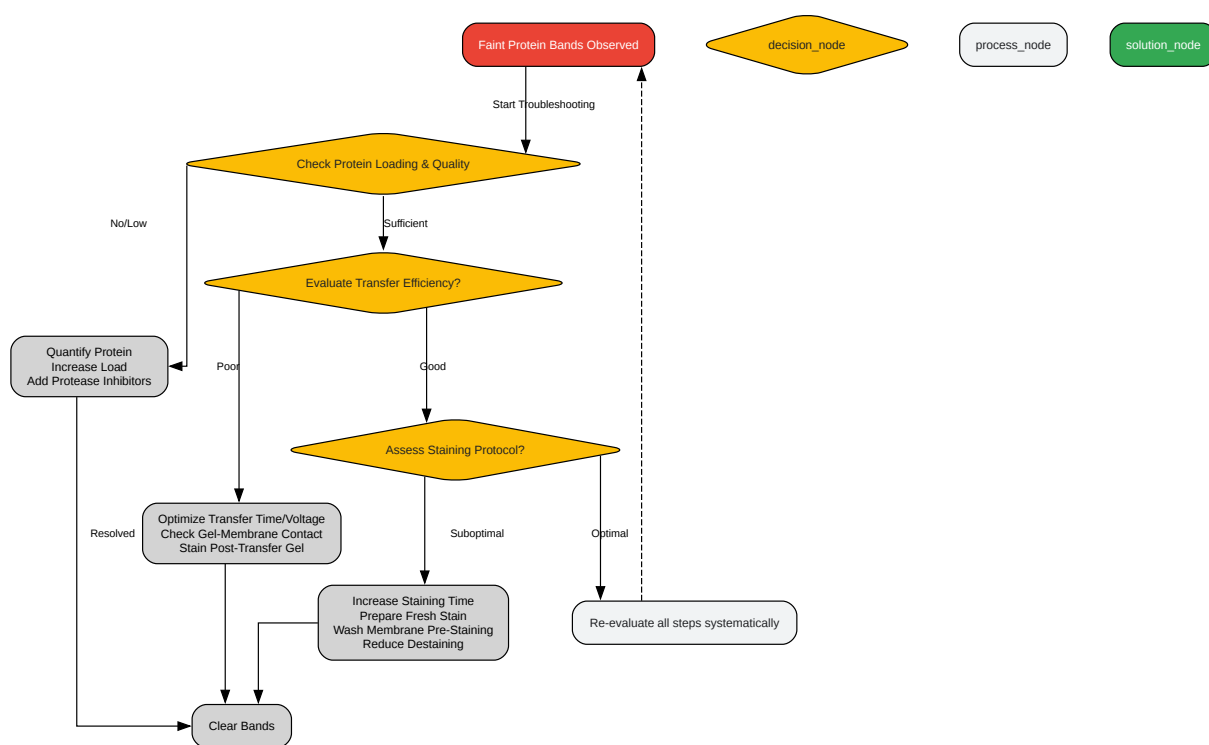 Faint Protein Bands Observed
decision_node
process_node
solution_node
Start Troubleshooting
Check Protein Loading & Quality
No/Low
Sufficient
Evaluate Transfer Efficiency?
Quantify Protein
Increase Load
Add Protease Inhibitors
Poor
Good
Assess Staining Protocol?
Optimize Transfer Time/Voltage
Check Gel-Membrane Contact
Stain Post-Transfer Gel
Resolved
Suboptimal
Optimal
Increase Staining Time
Prepare Fresh Stain
Wash Membrane Pre-Staining
Reduce Destaining
Re-evaluate all steps systematically
Clear Bands